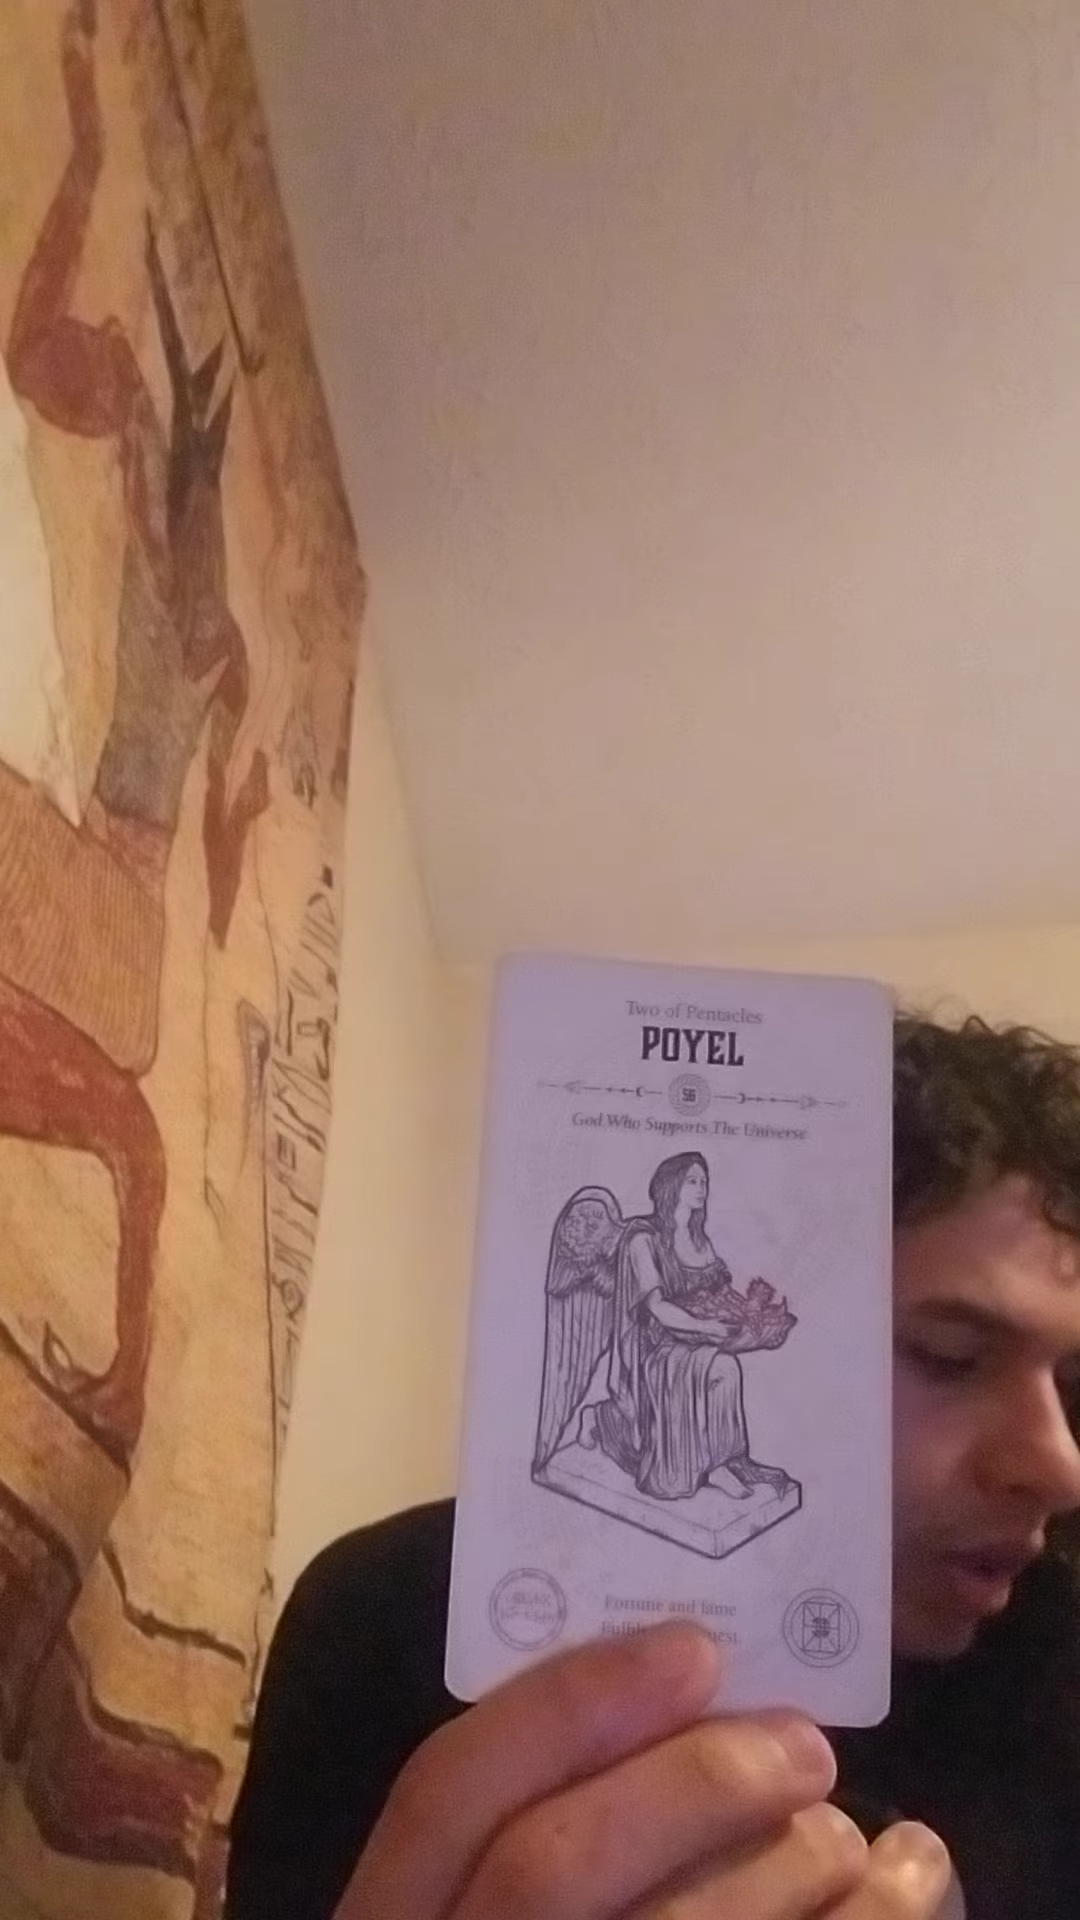 Two of Pentacles
POYEL
56
God Who Supports The Universe
Fortune and fame